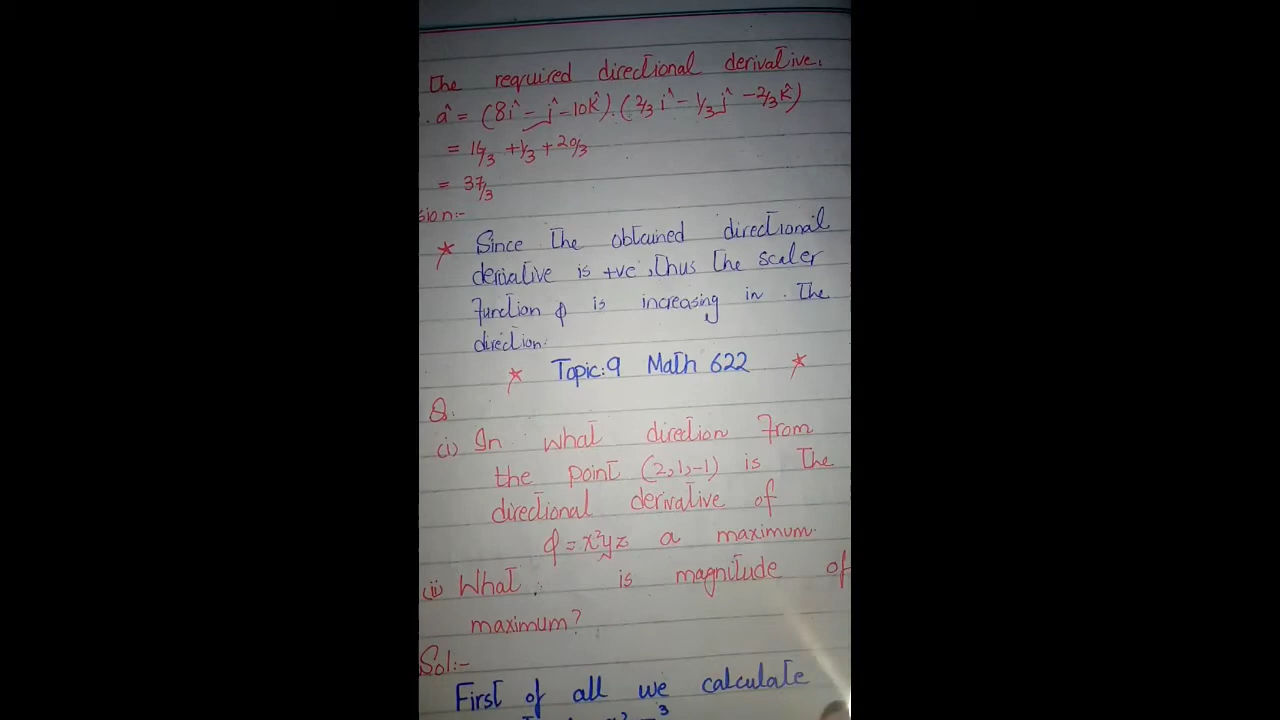 The required directional derivative.
. â = (8î - ĵ - 10k̂).(2/3 î - 1/3 ĵ - 2/3 k̂)
= 16/3 + 1/3 + 20/3
= 37/3
sion:-
* Since the obtained directional
deriative is +ve, Thus the scaler
function ϕ is increasing in . The
direction.
* Topic:9 Math 622 *
Q.
(i) In what direction from
the point (2,1,-1) is the
directional derivative of
ϕ = x²yz a maximum.
(ii) What is magnitude of
maximum?
Sol:-
First of all we calculate